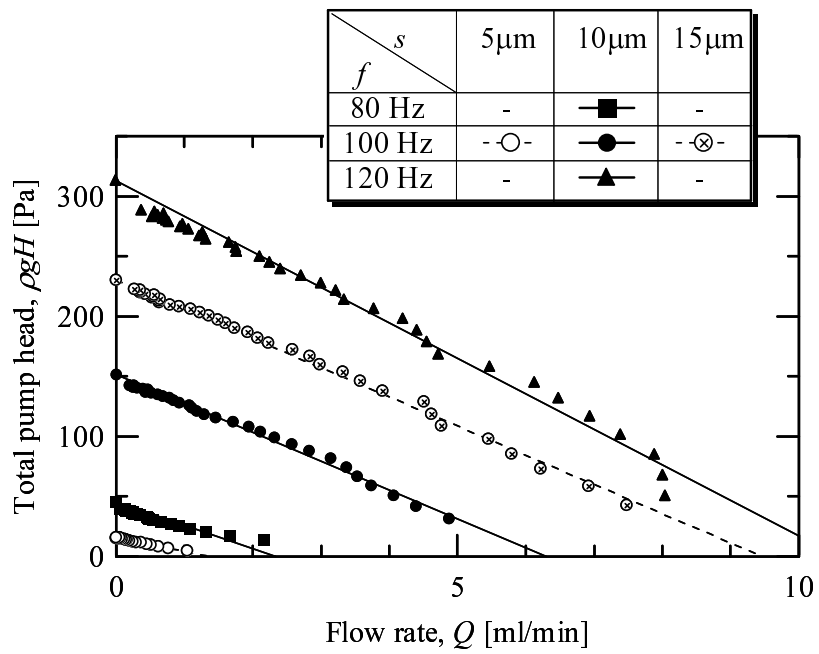 s 5μm 10μm 15μm
f
80 Hz - -
100 Hz
120 Hz - -
300
200
100
0
0 5 10
Total pump head, ρgH [Pa]
Flow rate, Q [ml/min]